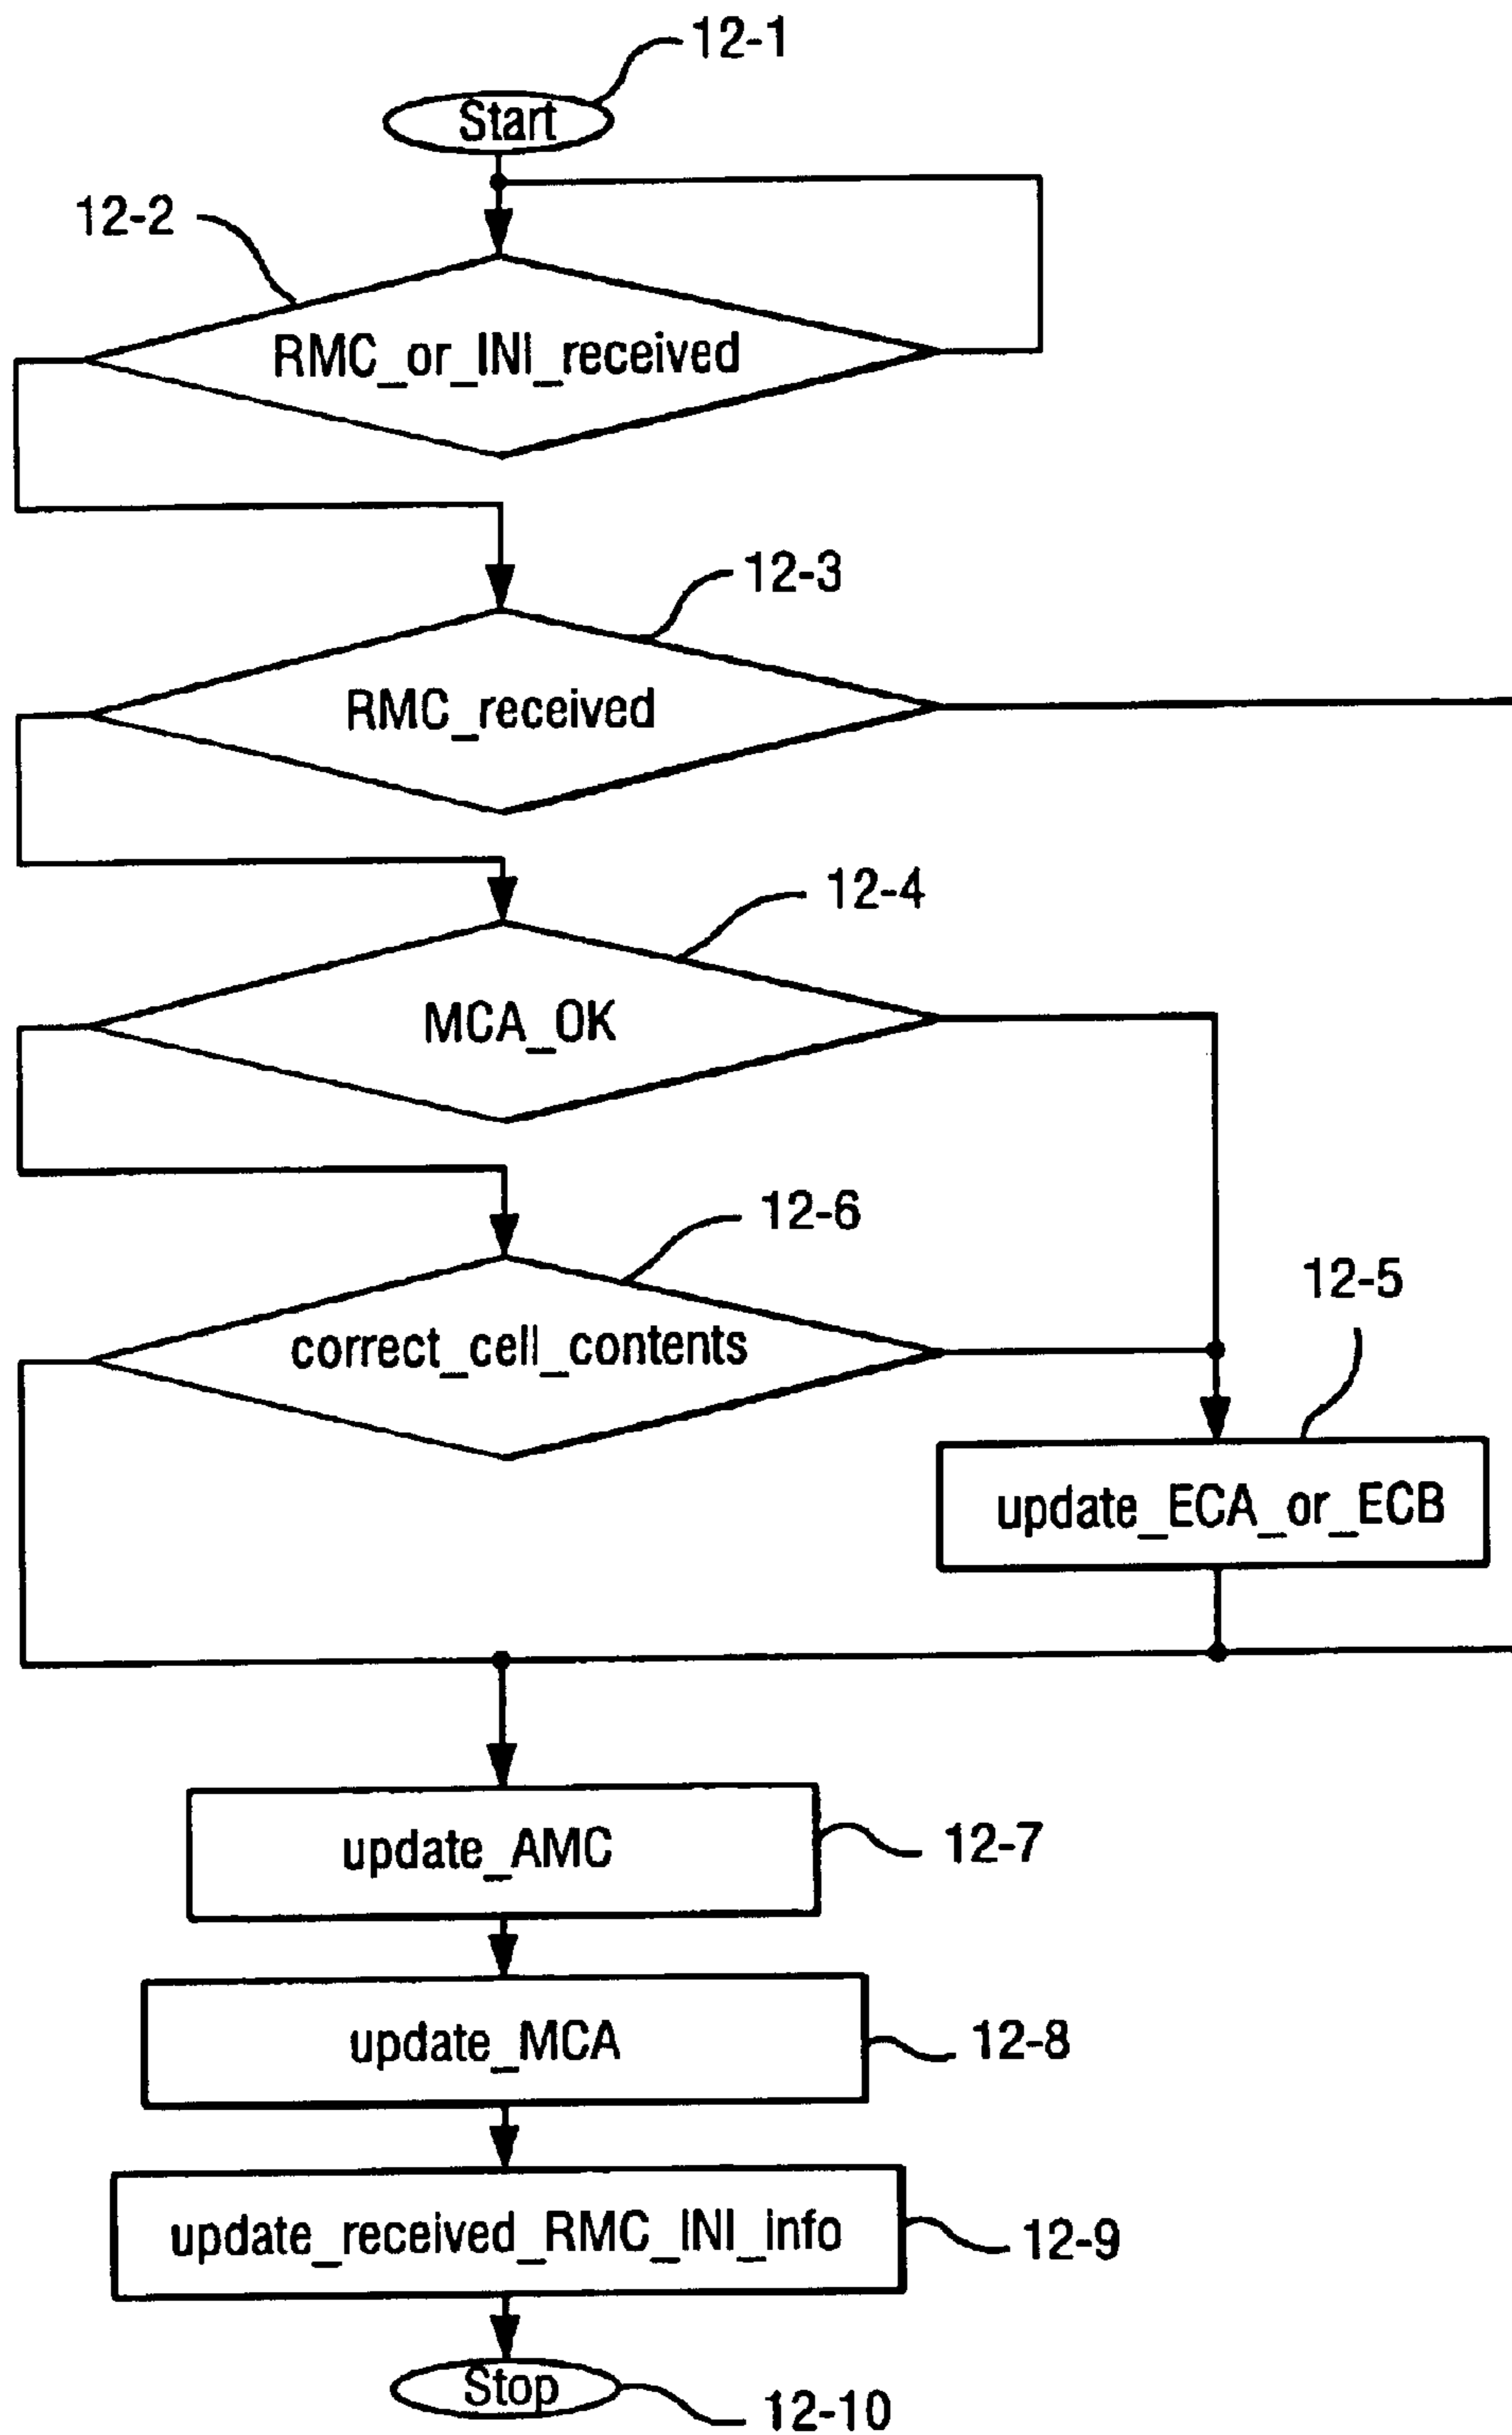 12-1
Start
12-2
RMC_or_INI_received
12-3
RMC_received
12-4
MCA_OK
12-6
correct_cell_contents
12-5
update_ECA_or_ECB
update_AMC
12-7
update_MCA
12-8
update_received_RMC_INI_info
12-9
Stop
12-10